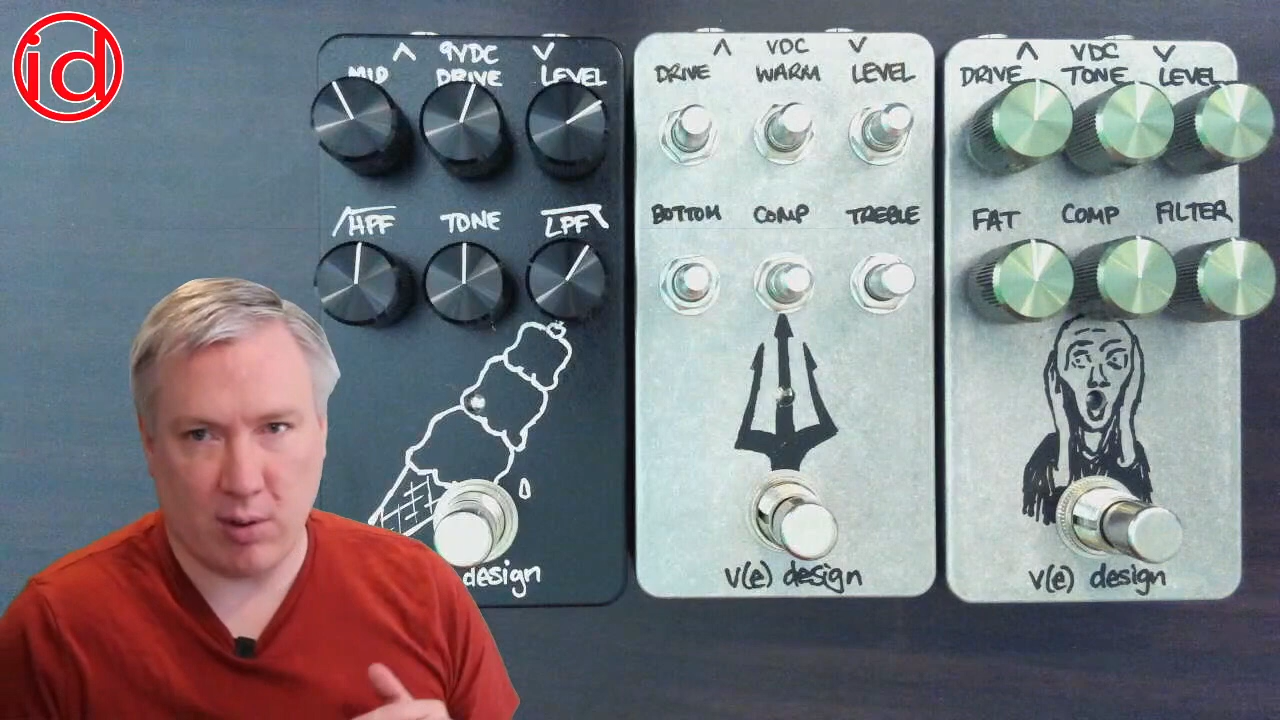 id
9VDC
MID DRIVE LEVEL
HPF TONE LPF
design
VDC
DRIVE WARM LEVEL
BOTTOM COMP TREBLE
v(e) design
VDC
DRIVE TONE LEVEL
FAT COMP FILTER
v(e) design